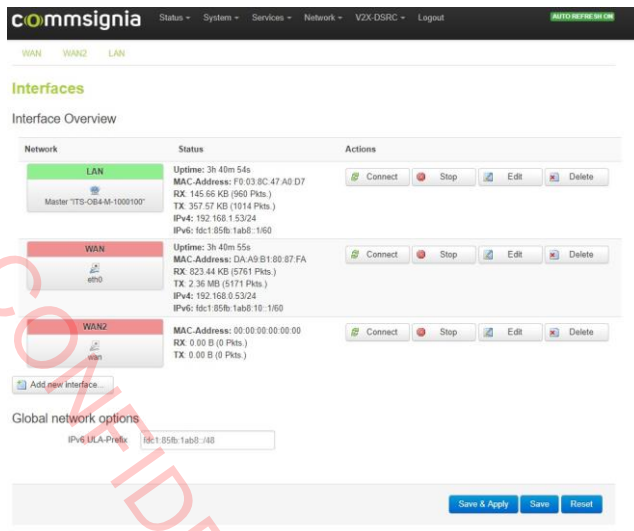 commsignia Status System Services Network V2X-DSRC Logout AUTO REFRESH ON
WAN WAN2 LAN
Interfaces
Interface Overview
Network Status Actions
LAN
Master "ITS-OB4-M-1000100"
Uptime: 3h 40m 54s
MAC-Address: F0:03:8C:47:A0:D7
RX: 145.66 KB (960 Pkts.)
TX: 357.57 KB (1014 Pkts.)
IPv4: 192.168.1.53/24
IPv6: fdc1:85fb:1ab8::1/60
Connect Stop Edit Delete
WAN
eth0
Uptime: 3h 40m 55s
MAC-Address: DA:A9:B1:80:87:FA
RX: 823.44 KB (5761 Pkts.)
TX: 2.36 MB (5171 Pkts.)
IPv4: 192.168.0.53/24
IPv6: fdc1:85fb:1ab8:10::1/60
Connect Stop Edit Delete
WAN2
wan
MAC-Address: 00:00:00:00:00:00
RX: 0.00 B (0 Pkts.)
TX: 0.00 B (0 Pkts.)
Connect Stop Edit Delete
Add new interface...
Global network options
IPv6 ULA-Prefix fdc1:85fb:1ab8::/48
Save & Apply Save Reset
CONFIDE